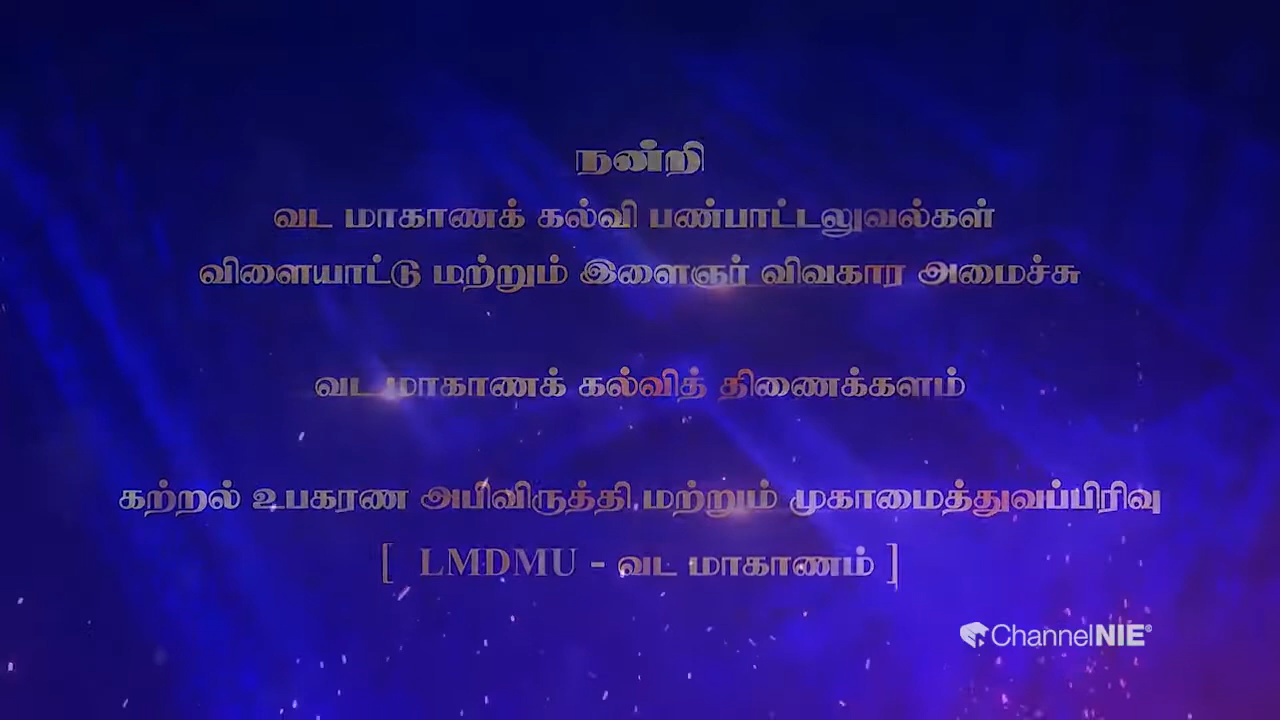 நன்றி
வட மாகாணக் கல்வி பண்பாட்டலுவல்கள்
விளையாட்டு மற்றும் இளைஞர் விவகார அமைச்சு
வட மாகாணக் கல்வித் திணைக்களம்
கற்றல் உபகரண அபிவிருத்தி மற்றும் முகாமைத்துவப்பிரிவு
[ LMDMU - வட மாகாணம் ]
ChannelNIE®